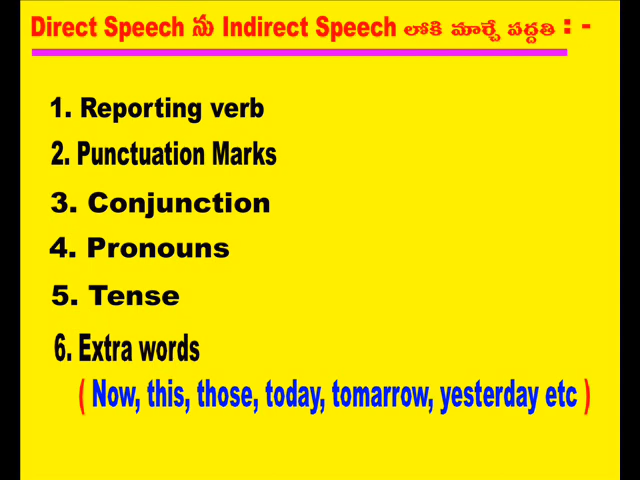 Direct Speech ను Indirect Speech లోకి మార్చే పద్దతి : -
1. Reporting verb
2. Punctuation Marks
3. Conjunction
4. Pronouns
5. Tense
6. Extra words
( Now, this, those, today, tomarrow, yesterday etc )